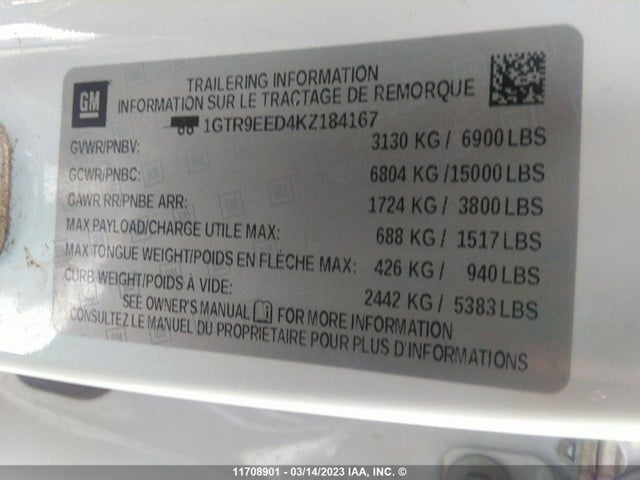 GM
TRAILERING INFORMATION
INFORMATION SUR LE TRACTAGE DE REMORQUE
1GTR9EED4KZ184167
GVWR/PNBV: 3130 KG / 6900 LBS
GCWR/PNBC: 6804 KG /15000 LBS
GAWR RR/PNBE ARR: 1724 KG / 3800 LBS
MAX PAYLOAD/CHARGE UTILE MAX: 688 KG / 1517 LBS
MAX TONGUE WEIGHT/POIDS EN FLÈCHE MAX: 426 KG / 940 LBS
CURB WEIGHT/POIDS À VIDE: 2442 KG / 5383 LBS
SEE OWNER'S MANUAL FOR MORE INFORMATION
CONSULTEZ LE MANUEL DU PROPRIÉTAIRE POUR PLUS D'INFORMATIONS
11708901 - 03/14/2023 IAA, INC. ©